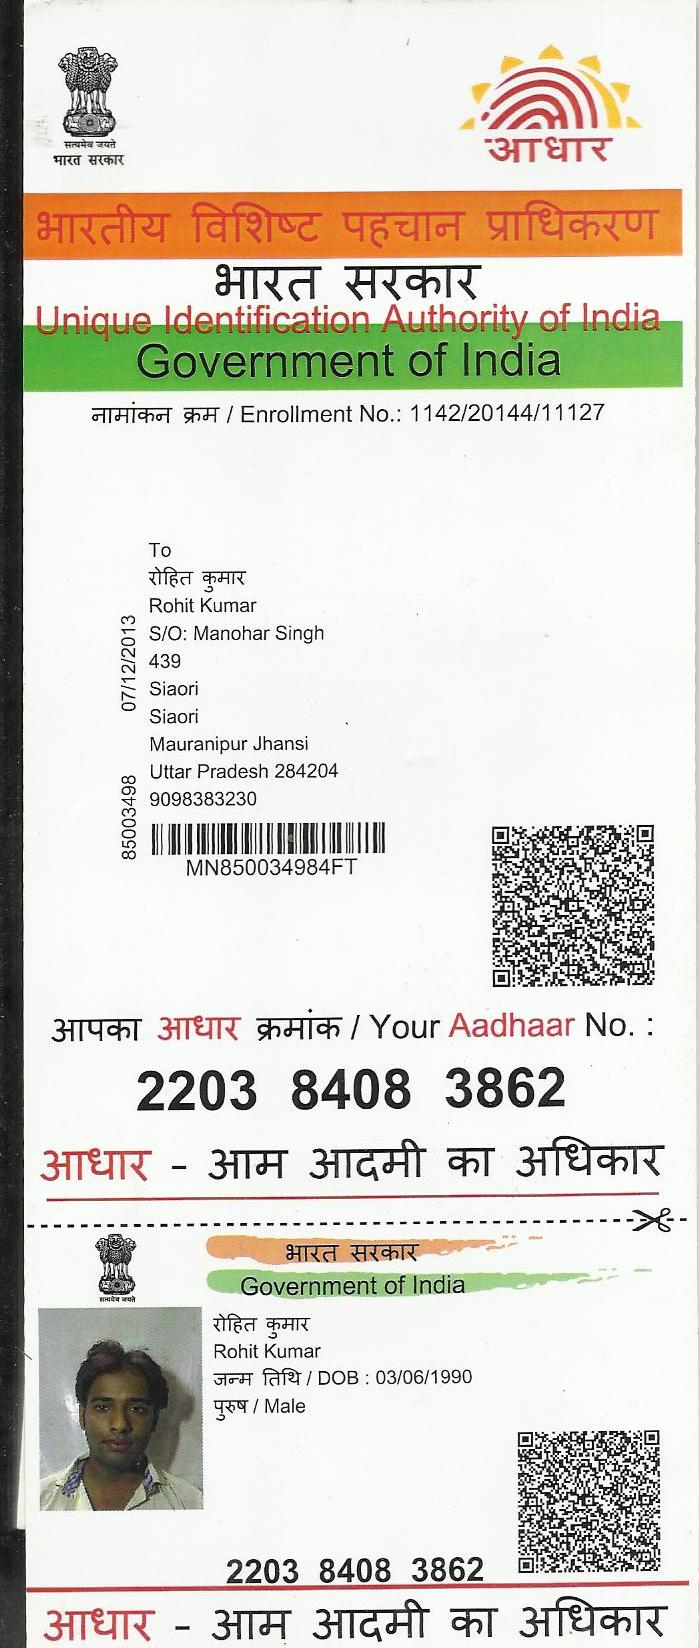 सत्यमेव जयते
भारत सरकार
आधार
भारतीय विशिष्ट पहचान प्राधिकरण
भारत सरकार
Unique Identification Authority of India
Government of India
नामांकन क्रम / Enrollment No.: 1142/20144/11127
To
रोहित कुमार
Rohit Kumar
S/O: Manohar Singh
439
Siaori
Siaori
Mauranipur Jhansi
Uttar Pradesh 284204
9098383230
07/12/2013
85003498
MN850034984FT
आपका आधार क्रमांक / Your Aadhaar No. :
2203 8408 3862
आधार - आम आदमी का अधिकार
भारत सरकार
Government of India
सत्यमेव जयते
रोहित कुमार
Rohit Kumar
जन्म तिथि / DOB : 03/06/1990
पुरुष / Male
2203 8408 3862
आधार - आम आदमी का अधिकार